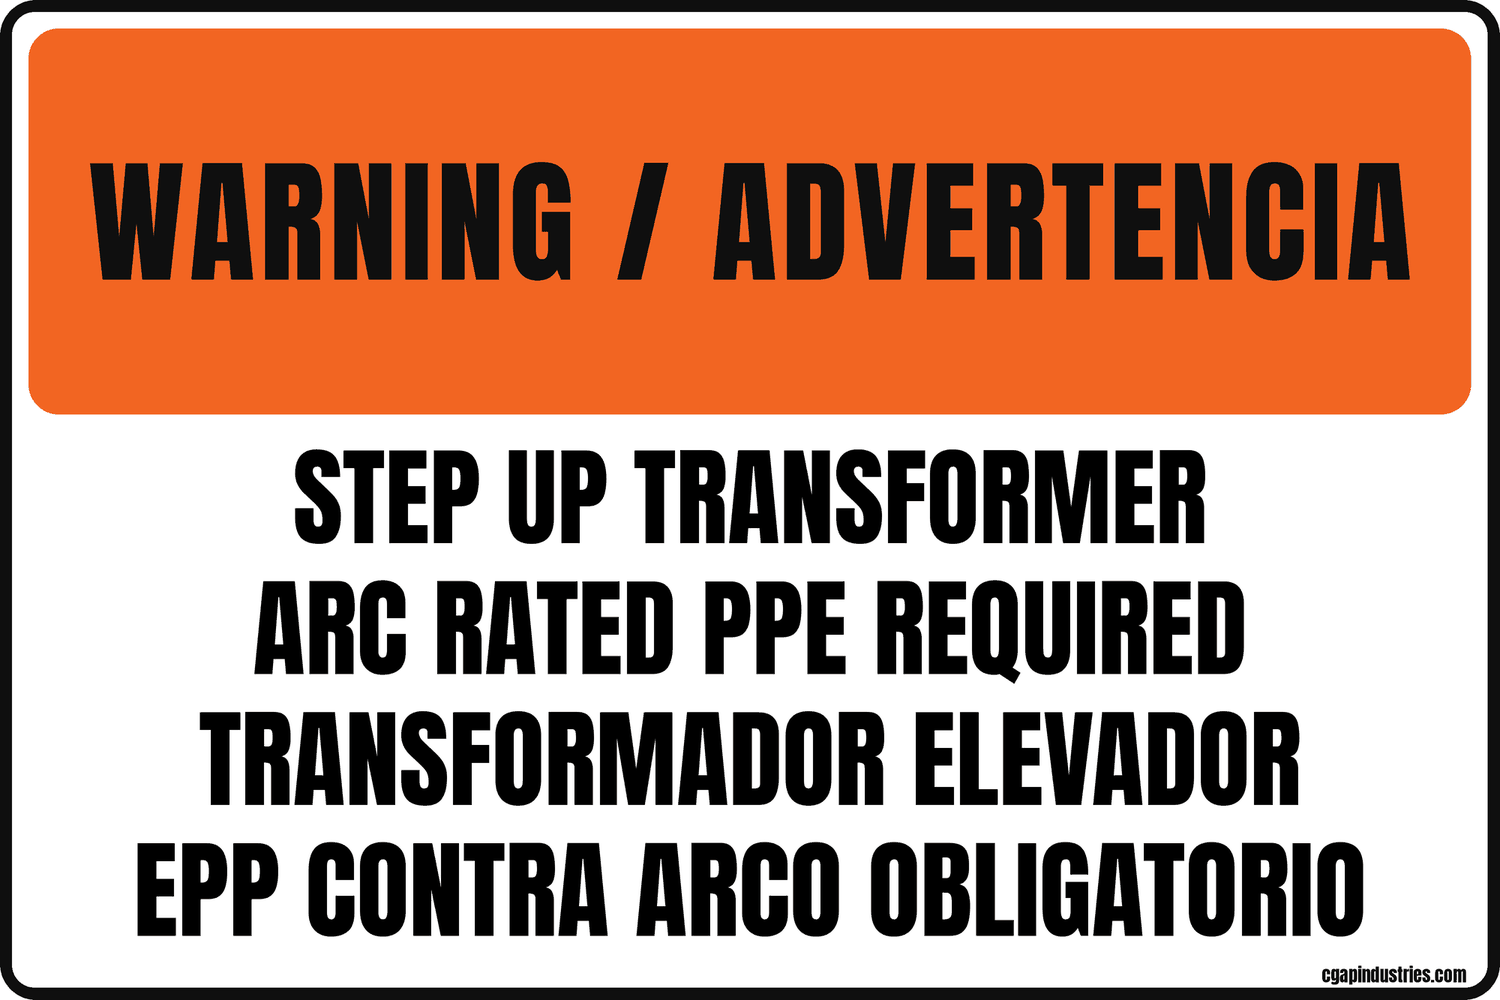 WARNING / ADVERTENCIA
STEP UP TRANSFORMER
ARC RATED PPE REQUIRED
TRANSFORMADOR ELEVADOR
EPP CONTRA ARCO OBLIGATORIO
cgapindustries.com